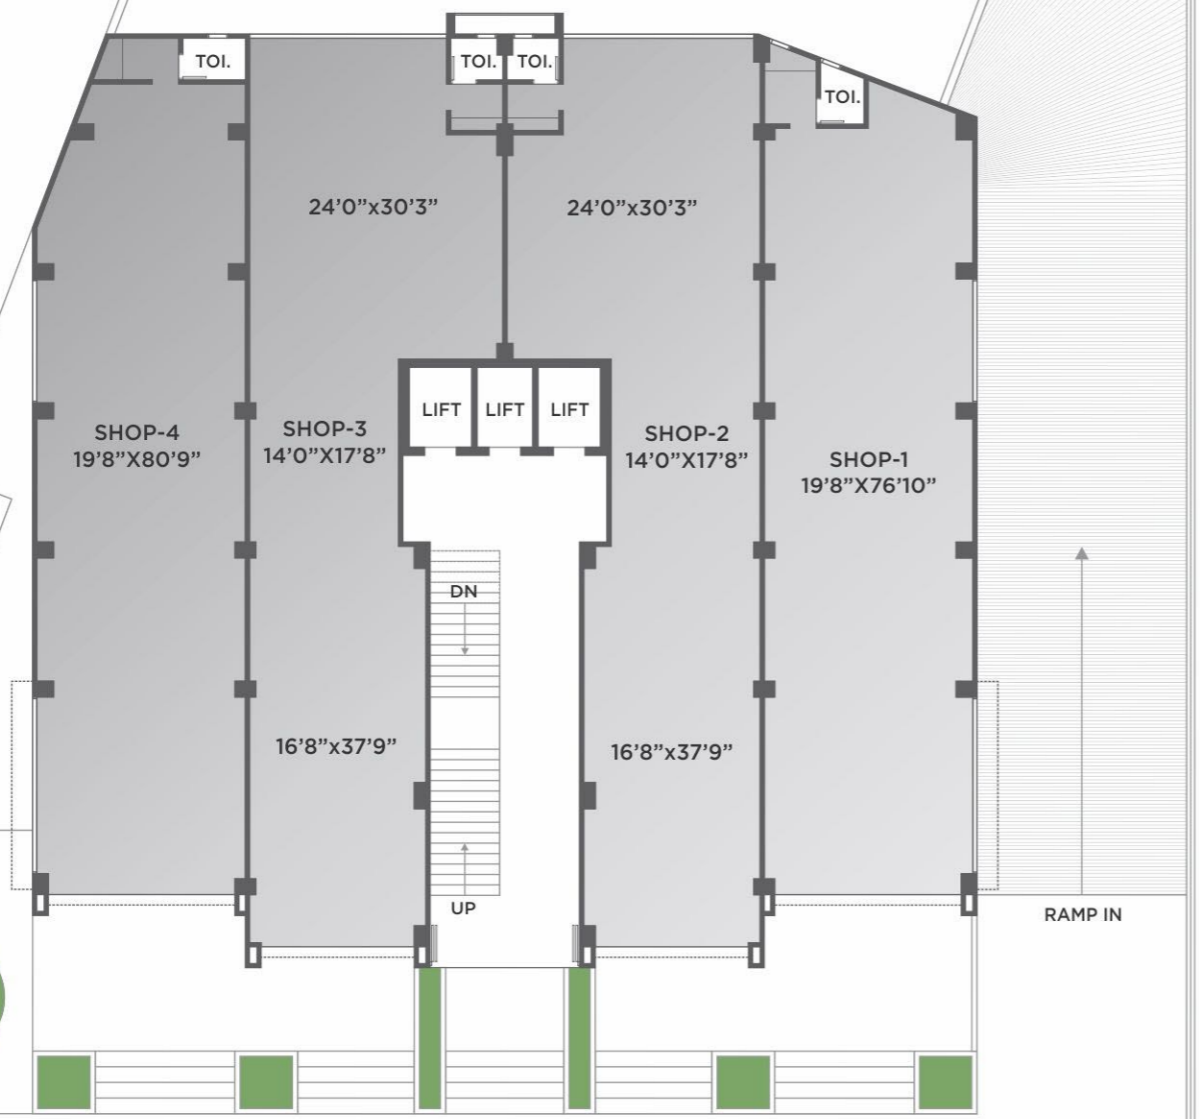 TOI.
TOI.
TOI.
TOI.
24’0”x30’3”
24’0”x30’3”
LIFT
LIFT
LIFT
SHOP-4
19’8”X80’9”
SHOP-3
14’0”X17’8”
SHOP-2
14’0”X17’8”
SHOP-1
19’8”X76’10”
DN
16’8”x37’9”
16’8”x37’9”
UP
RAMP IN